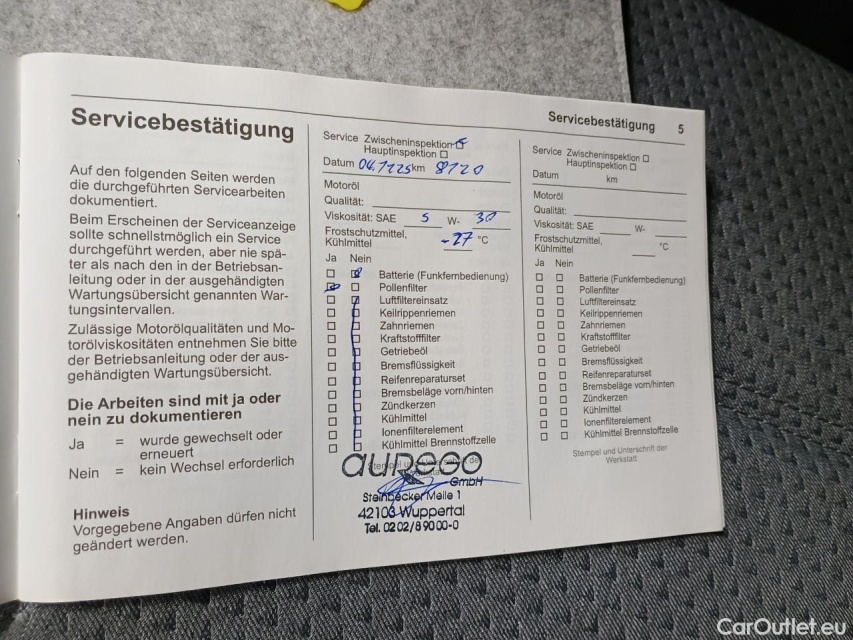 Servicebestätigung
Auf den folgenden Seiten werden
die durchgeführten Servicearbeiten
dokumentiert.
Beim Erscheinen der Serviceanzeige
sollte schnellstmöglich ein Service
durchgeführt werden, aber nie spä-
ter als nach den in der Betriebsan-
leitung oder in der ausgehändigten
Wartungsübersicht genannten War-
tungsintervallen.
Zulässige Motorölqualitäten und Mo-
torölviskositäten entnehmen Sie bitte
der Betriebsanleitung oder der aus-
gehändigten Wartungsübersicht.
Die Arbeiten sind mit ja oder
nein zu dokumentieren
Ja = wurde gewechselt oder
erneuert
Nein = kein Wechsel erforderlich
Hinweis
Vorgegebene Angaben dürfen nicht
geändert werden.
Service Zwischeninspektion
Hauptinspektion
Datum km 8120
Motoröl
Qualität:
Viskosität: SAE 5 W- 30
Frostschutzmittel,
Kühlmittel -27 °C
Ja Nein
Batterie (Funkfernbedienung)
Pollenfilter
Luftfiltereinsatz
Keilrippenriemen
Zahnriemen
Kraftstofffilter
Getriebeöl
Bremsflüssigkeit
Reifenreparaturset
Bremsbeläge vorn/hinten
Zündkerzen
Kühlmittel
Ionenfilterelement
Kühlmittel Brennstoffzelle
aurego
GmbH
Steinbecker Meile 1
42103 Wuppertal
Tel. 02 02/8 90 00-0
Servicebestätigung 5
Service Zwischeninspektion
Hauptinspektion
Datum km
Motoröl
Qualität:
Viskosität: SAE W-
Frostschutzmittel,
Kühlmittel °C
Ja Nein
Batterie (Funkfernbedienung)
Pollenfilter
Luftfiltereinsatz
Keilrippenriemen
Zahnriemen
Kraftstofffilter
Getriebeöl
Bremsflüssigkeit
Reifenreparaturset
Bremsbeläge vorn/hinten
Zündkerzen
Kühlmittel
Ionenfilterelement
Kühlmittel Brennstoffzelle
Stempel und Unterschrift der
Werkstatt
CarOutlet.eu